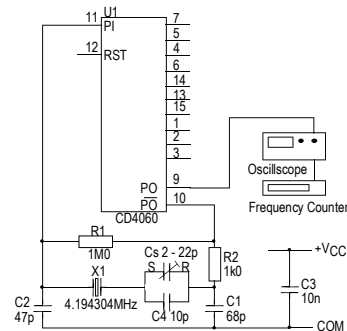 U1
11 PI 7
5
12 RST 4
6
14
13
15
1
2
3
PO 9
PO 10
CD4060
Oscillscope
Frequency Counter
R1
1M0
Cs 2 - 22p
S R
R2
1k0
X1
4.194304MHz
C4 10p
C2
47p
C1
68p
+VCC
C3
10n
COM